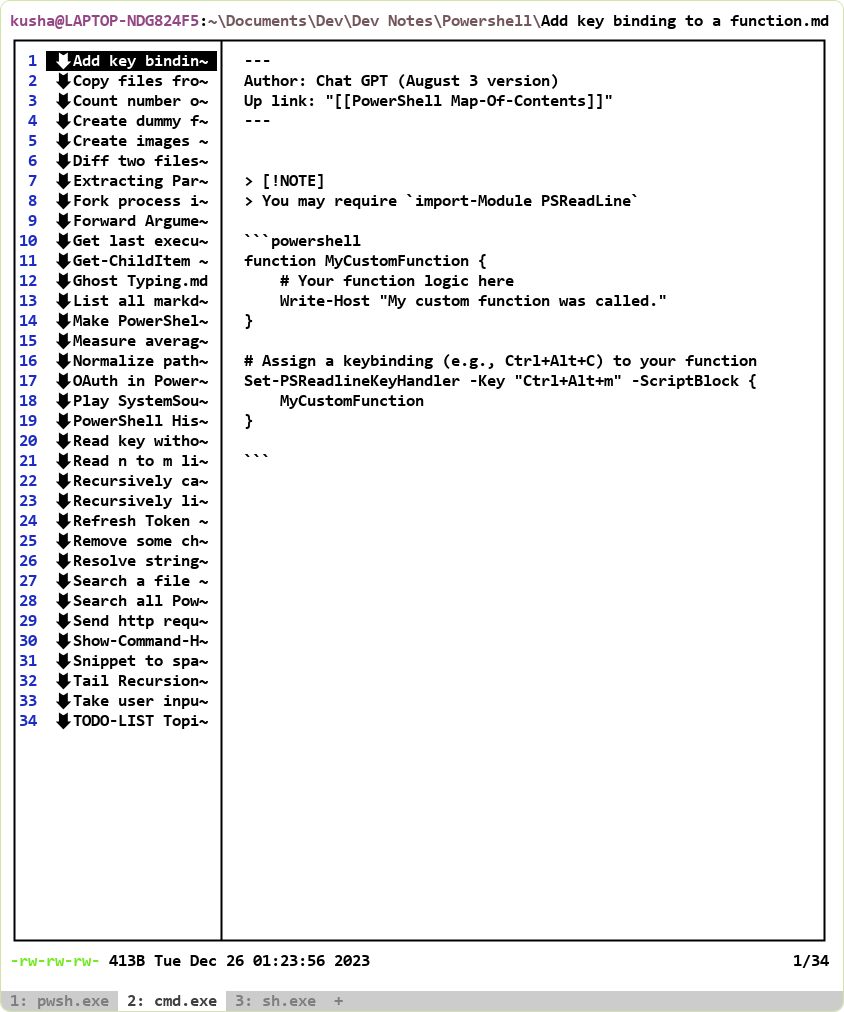 kusha@LAPTOP-NDG824F5:~\Documents\Dev\Dev Notes\Powershell\Add key binding to a function.md
1 Add key bindin~
2 Copy files fro~
3 Count number o~
4 Create dummy f~
5 Create images ~
6 Diff two files~
7 Extracting Par~
8 Fork process i~
9 Forward Argume~
10 Get last execu~
11 Get-ChildItem ~
12 Ghost Typing.md
13 List all markd~
14 Make PowerShel~
15 Measure averag~
16 Normalize path~
17 OAuth in Power~
18 Play SystemSou~
19 PowerShell His~
20 Read key witho~
21 Read n to m li~
22 Recursively ca~
23 Recursively li~
24 Refresh Token ~
25 Remove some ch~
26 Resolve string~
27 Search a file ~
28 Search all Pow~
29 Send http requ~
30 Show-Command-H~
31 Snippet to spa~
32 Tail Recursion~
33 Take user inpu~
34 TODO-LIST Topi~
---
Author: Chat GPT (August 3 version)
Up link: "[[PowerShell Map-Of-Contents]]"
---
> [!NOTE]
> You may require `import-Module PSReadLine`
```powershell
function MyCustomFunction {
    # Your function logic here
    Write-Host "My custom function was called."
}
# Assign a keybinding (e.g., Ctrl+Alt+C) to your function
Set-PSReadlineKeyHandler -Key "Ctrl+Alt+m" -ScriptBlock {
    MyCustomFunction
}
```
-rw-rw-rw- 413B Tue Dec 26 01:23:56 2023
1/34
1: pwsh.exe 2: cmd.exe 3: sh.exe +